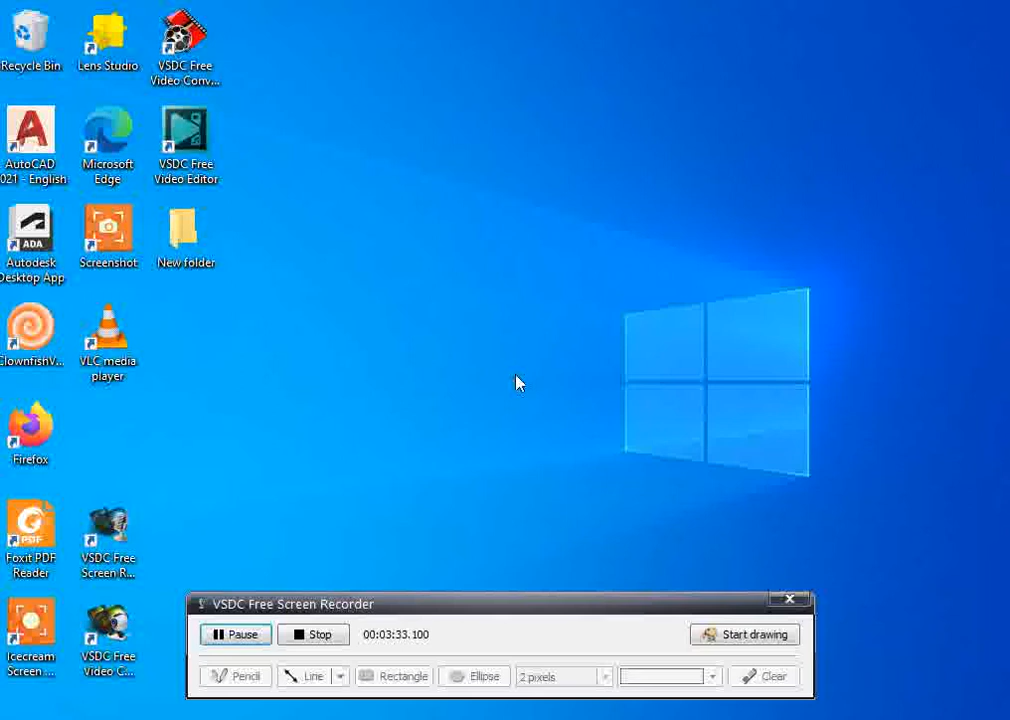 Recycle Bin
Lens Studio
VSDC Free
Video Conv...
AutoCAD
021 - English
Microsoft
Edge
VSDC Free
Video Editor
ADA
Autodesk
Desktop App
Screenshot
New folder
ClownfishV...
VLC media
player
Firefox
PDF
Foxit PDF
Reader
VSDC Free
Screen R...
Icecream
Screen ...
VSDC Free
Video C...
VSDC Free Screen Recorder
Pause
Stop
00:03:33.100
Start drawing
Pencil
Line
Rectangle
Ellipse
2 pixels
Clear